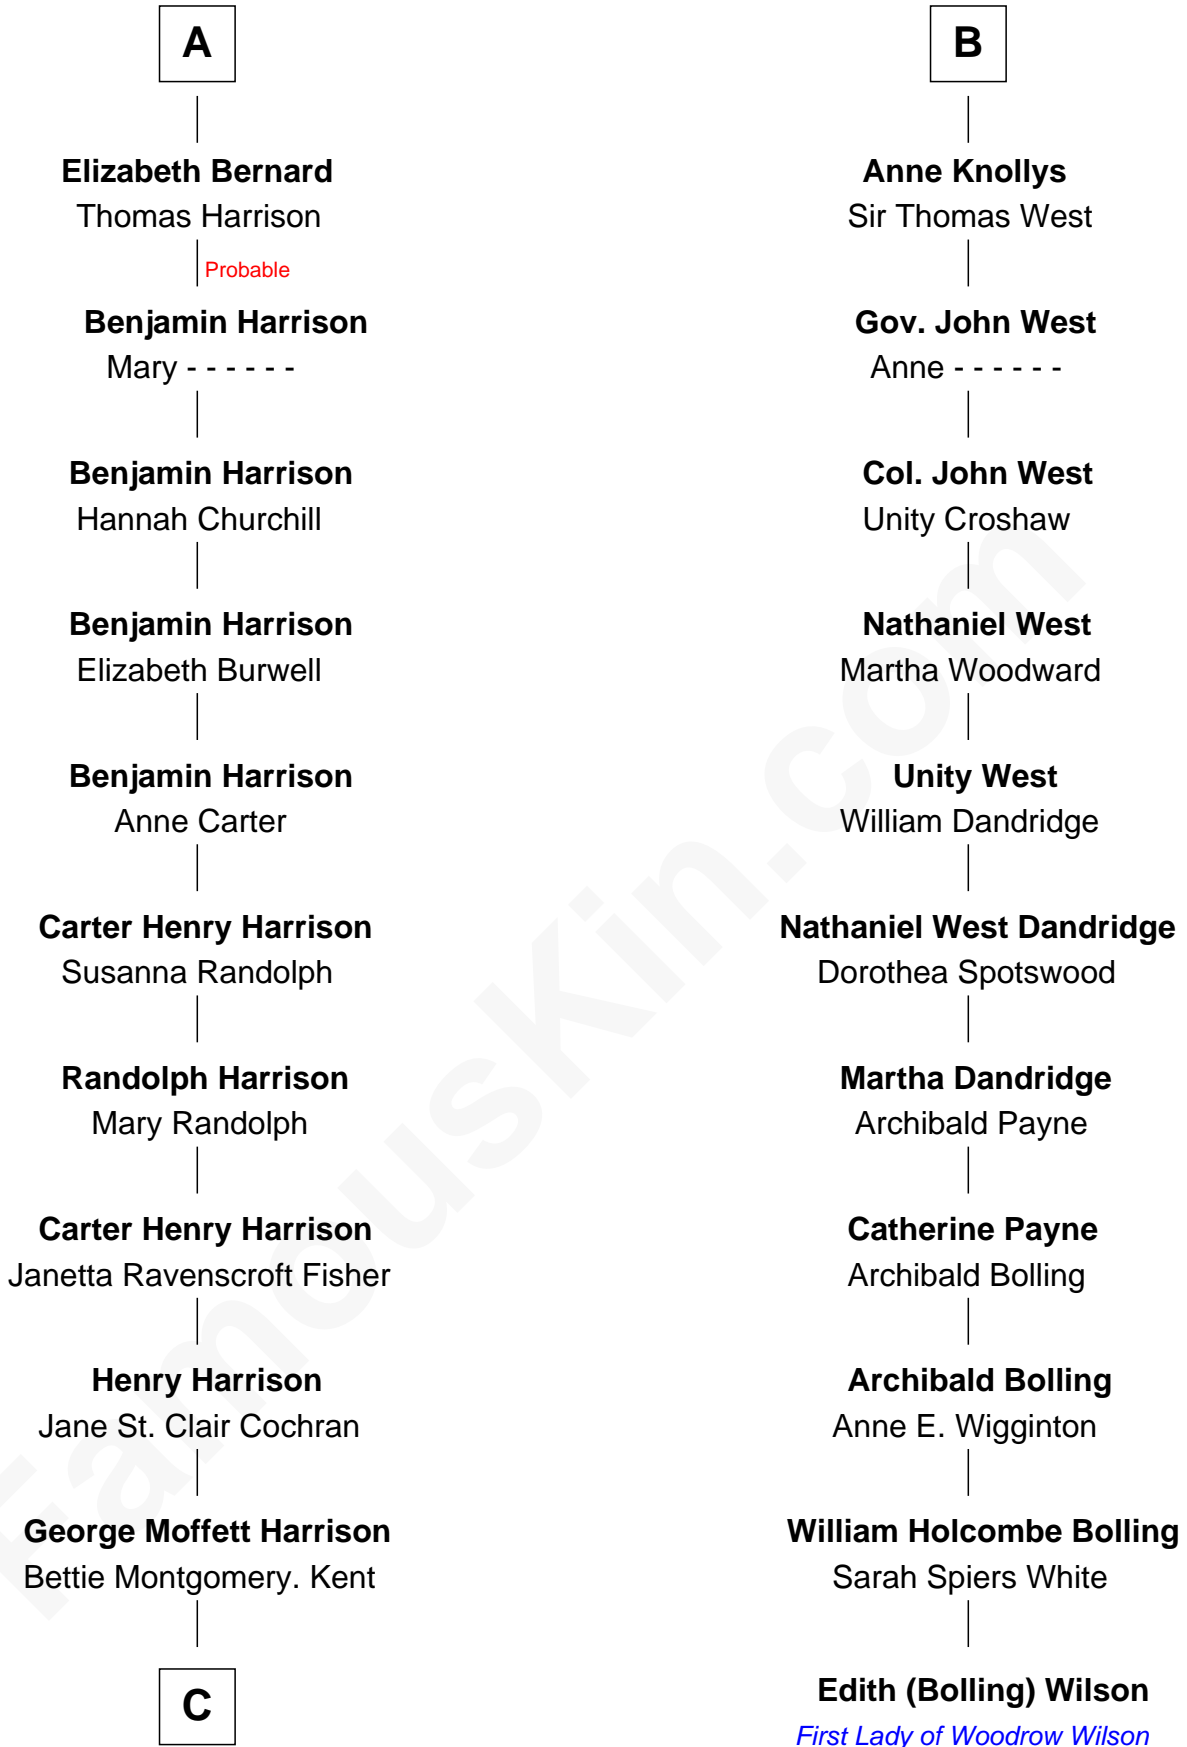 A
Elizabeth Bernard
Thomas Harrison
Probable
Benjamin Harrison
Mary - - - - - -
Benjamin Harrison
Hannah Churchill
Benjamin Harrison
Elizabeth Burwell
Benjamin Harrison
Anne Carter
Carter Henry Harrison
Susanna Randolph
Randolph Harrison
Mary Randolph
Carter Henry Harrison
Janetta Ravenscroft Fisher
Henry Harrison
Jane St. Clair Cochran
George Moffett Harrison
Bettie Montgomery. Kent
C
B
Anne Knollys
Sir Thomas West
Gov. John West
Anne - - - - - -
Col. John West
Unity Croshaw
Nathaniel West
Martha Woodward
Unity West
William Dandridge
Nathaniel West Dandridge
Dorothea Spotswood
Martha Dandridge
Archibald Payne
Catherine Payne
Archibald Bolling
Archibald Bolling
Anne E. Wigginton
William Holcombe Bolling
Sarah Spiers White
Edith (Bolling) Wilson
First Lady of Woodrow Wilson
FamousKin.com